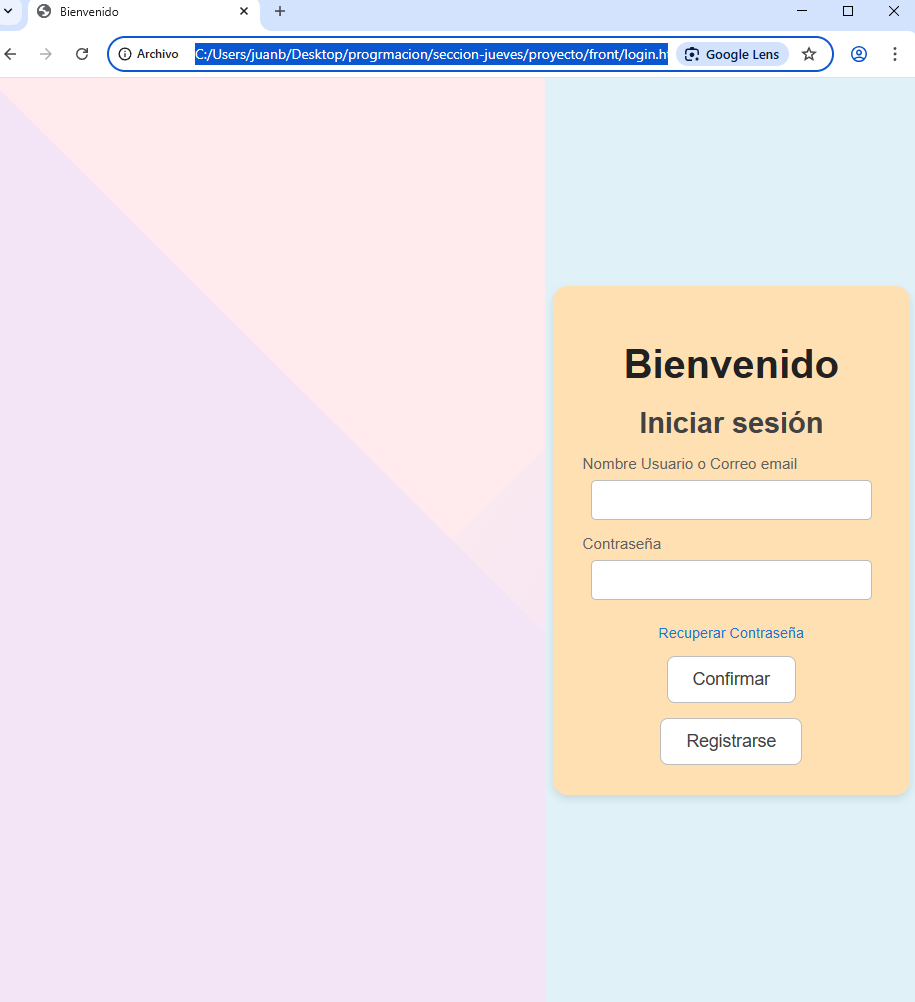 Bienvenido
Archivo
C:/Users/juanb/Desktop/progrmacion/seccion-jueves/proyecto/front/login.h
Google Lens
Bienvenido
Iniciar sesión
Nombre Usuario o Correo email
Contraseña
Recuperar Contraseña
Confirmar
Registrarse